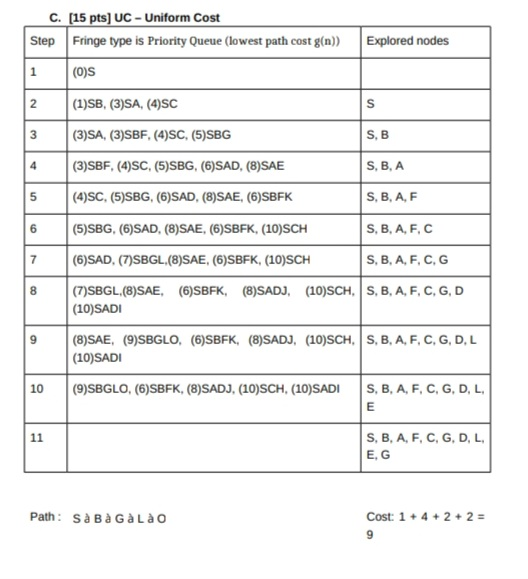 C. [15 pts] UC – Uniform Cost
Step Fringe type is Priority Queue (lowest path cost g(n)) Explored nodes
1 (0)S
2 (1)SB, (3)SA, (4)SC S
3 (3)SA, (3)SBF, (4)SC, (5)SBG S, B
4 (3)SBF, (4)SC, (5)SBG, (6)SAD, (8)SAE S, B, A
5 (4)SC, (5)SBG, (6)SAD, (8)SAE, (6)SBFK S, B, A, F
6 (5)SBG, (6)SAD, (8)SAE, (6)SBFK, (10)SCH S, B, A, F, C
7 (6)SAD, (7)SBGL,(8)SAE, (6)SBFK, (10)SCH S, B, A, F, C, G
8 (7)SBGL,(8)SAE, (6)SBFK, (8)SADJ, (10)SCH, S, B, A, F, C, G, D
(10)SADI
9 (8)SAE, (9)SBGLO, (6)SBFK, (8)SADJ, (10)SCH, S, B, A, F, C, G, D, L
(10)SADI
10 (9)SBGLO, (6)SBFK, (8)SADJ, (10)SCH, (10)SADI S, B, A, F, C, G, D, L,
E
11 S, B, A, F, C, G, D, L,
E, G
Path : S à B à G à L à O Cost: 1 + 4 + 2 + 2 =
9